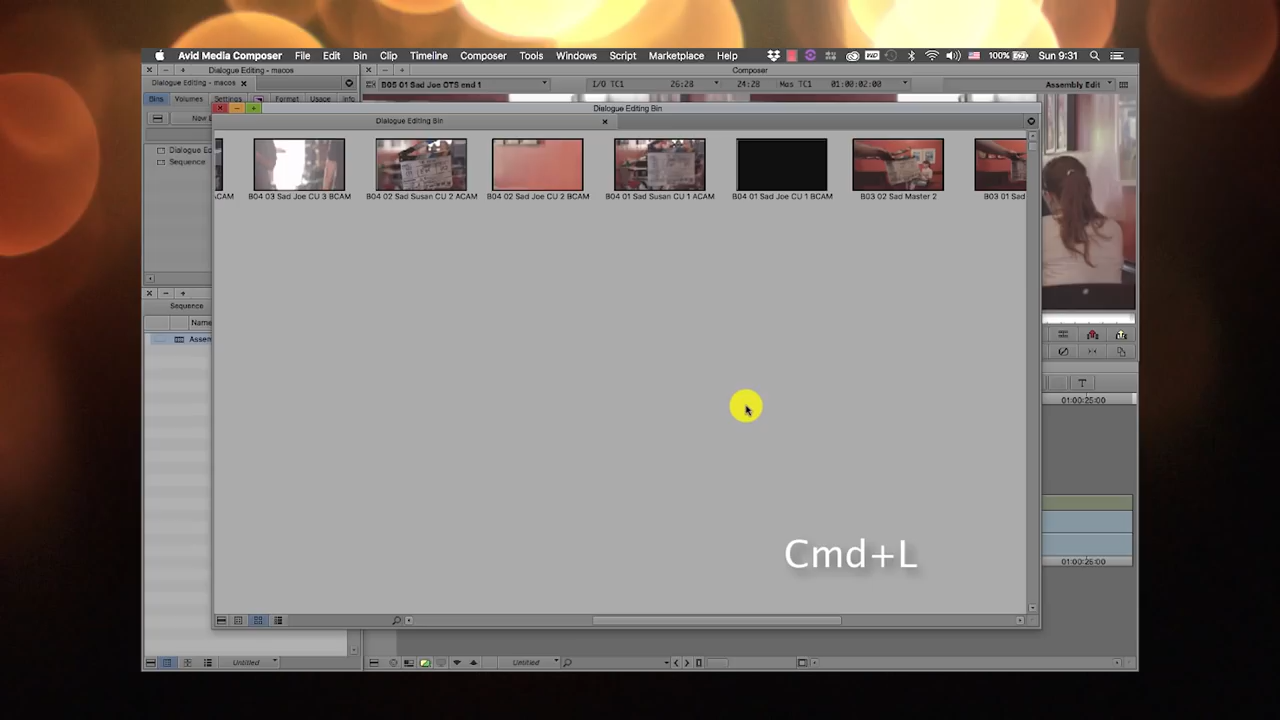 Avid Media Composer File Edit Bin Clip Timeline Composer Tools Windows Script Marketplace Help 100% Sun 9:31
Dialogue Editing - macos Composer
Dialogue Editing - macos B05 01 Sad Joe OTS end 1 I/O TC1 26:28 24:28 Mas TC1 01:00:02:00 Assembly Edit
Bins Volumes Settings Format Usage Info
Dialogue Editing Bin
New B
Dialogue Editing Bin
Dialogue Ed
Sequence
ACAM B04 03 Sad Joe CU 3 BCAM B04 02 Sad Susan CU 2 ACAM B04 02 Sad Joe CU 2 BCAM B04 01 Sad Susan CU 1 ACAM B04 01 Sad Joe CU 1 BCAM B03 02 Sad Master 2 B03 01 Sad
Sequence
Name
Assem
T
01:00:25:00
Cmd+L
01:00:25:00
Untitled Untitled